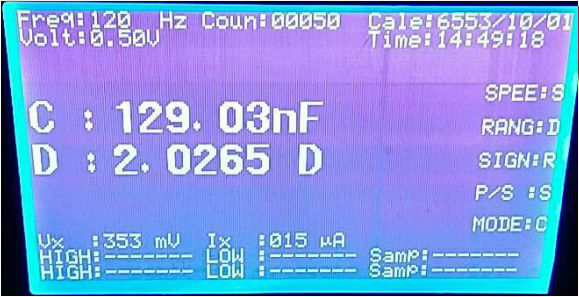 Freq:120 Hz Coun:00050 Cale:6553/10/01
Volt:0.50V Time:14:49:18
SPEE:S
C : 129.03nF
RANG:D
D : 2.0265 D
SIGN:R
P/S :S
MODE:C
Vx :353 mV Ix :015 µA
HIGH:------- LOW :------- Samp:-------
HIGH:------- LOW :------- Samp:-------